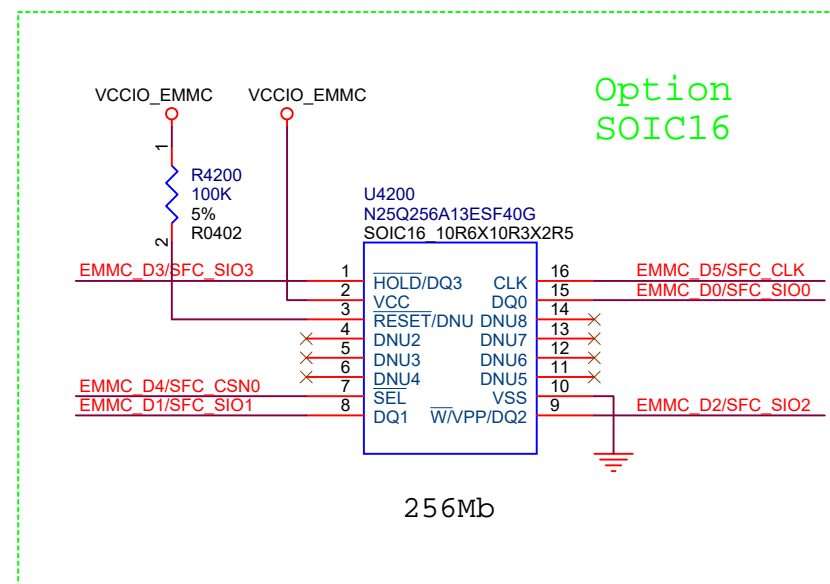 Option
SOIC16
VCCIO_EMMC
VCCIO_EMMC
1
R4200
100K
5%
R0402
2
U4200
N25Q256A13ESF40G
SOIC16_10R6X10R3X2R5
EMMC_D3/SFC_SIO3
1
HOLD/DQ3
CLK
16
EMMC_D5/SFC_CLK
2
VCC
DQ0
15
EMMC_D0/SFC_SIO0
3
RESET/DNU
DNU8
14
4
DNU2
DNU7
13
5
DNU3
DNU6
12
6
DNU4
DNU5
11
EMMC_D4/SFC_CSN0
7
SEL
VSS
10
EMMC_D1/SFC_SIO1
8
DQ1
W/VPP/DQ2
9
EMMC_D2/SFC_SIO2
256Mb